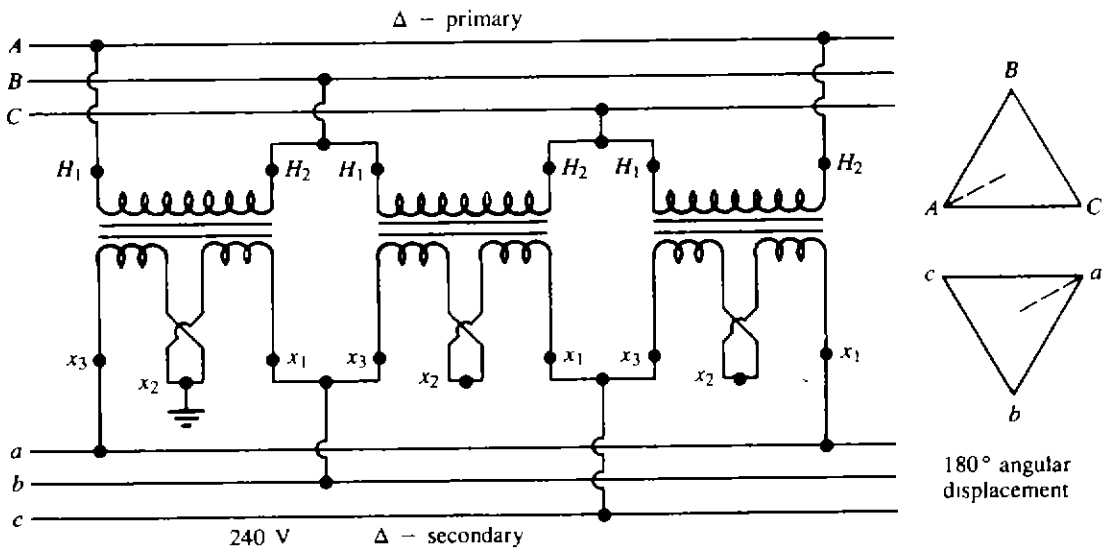 Δ – primary
A
B
C
H₁ H₂ H₁ H₂ H₁ H₂
x₃ x₂ x₁ x₃ x₂ x₁ x₃ x₂ x₁
a
b
c
240 V Δ – secondary
B
A C
c a
b
180° angular
displacement